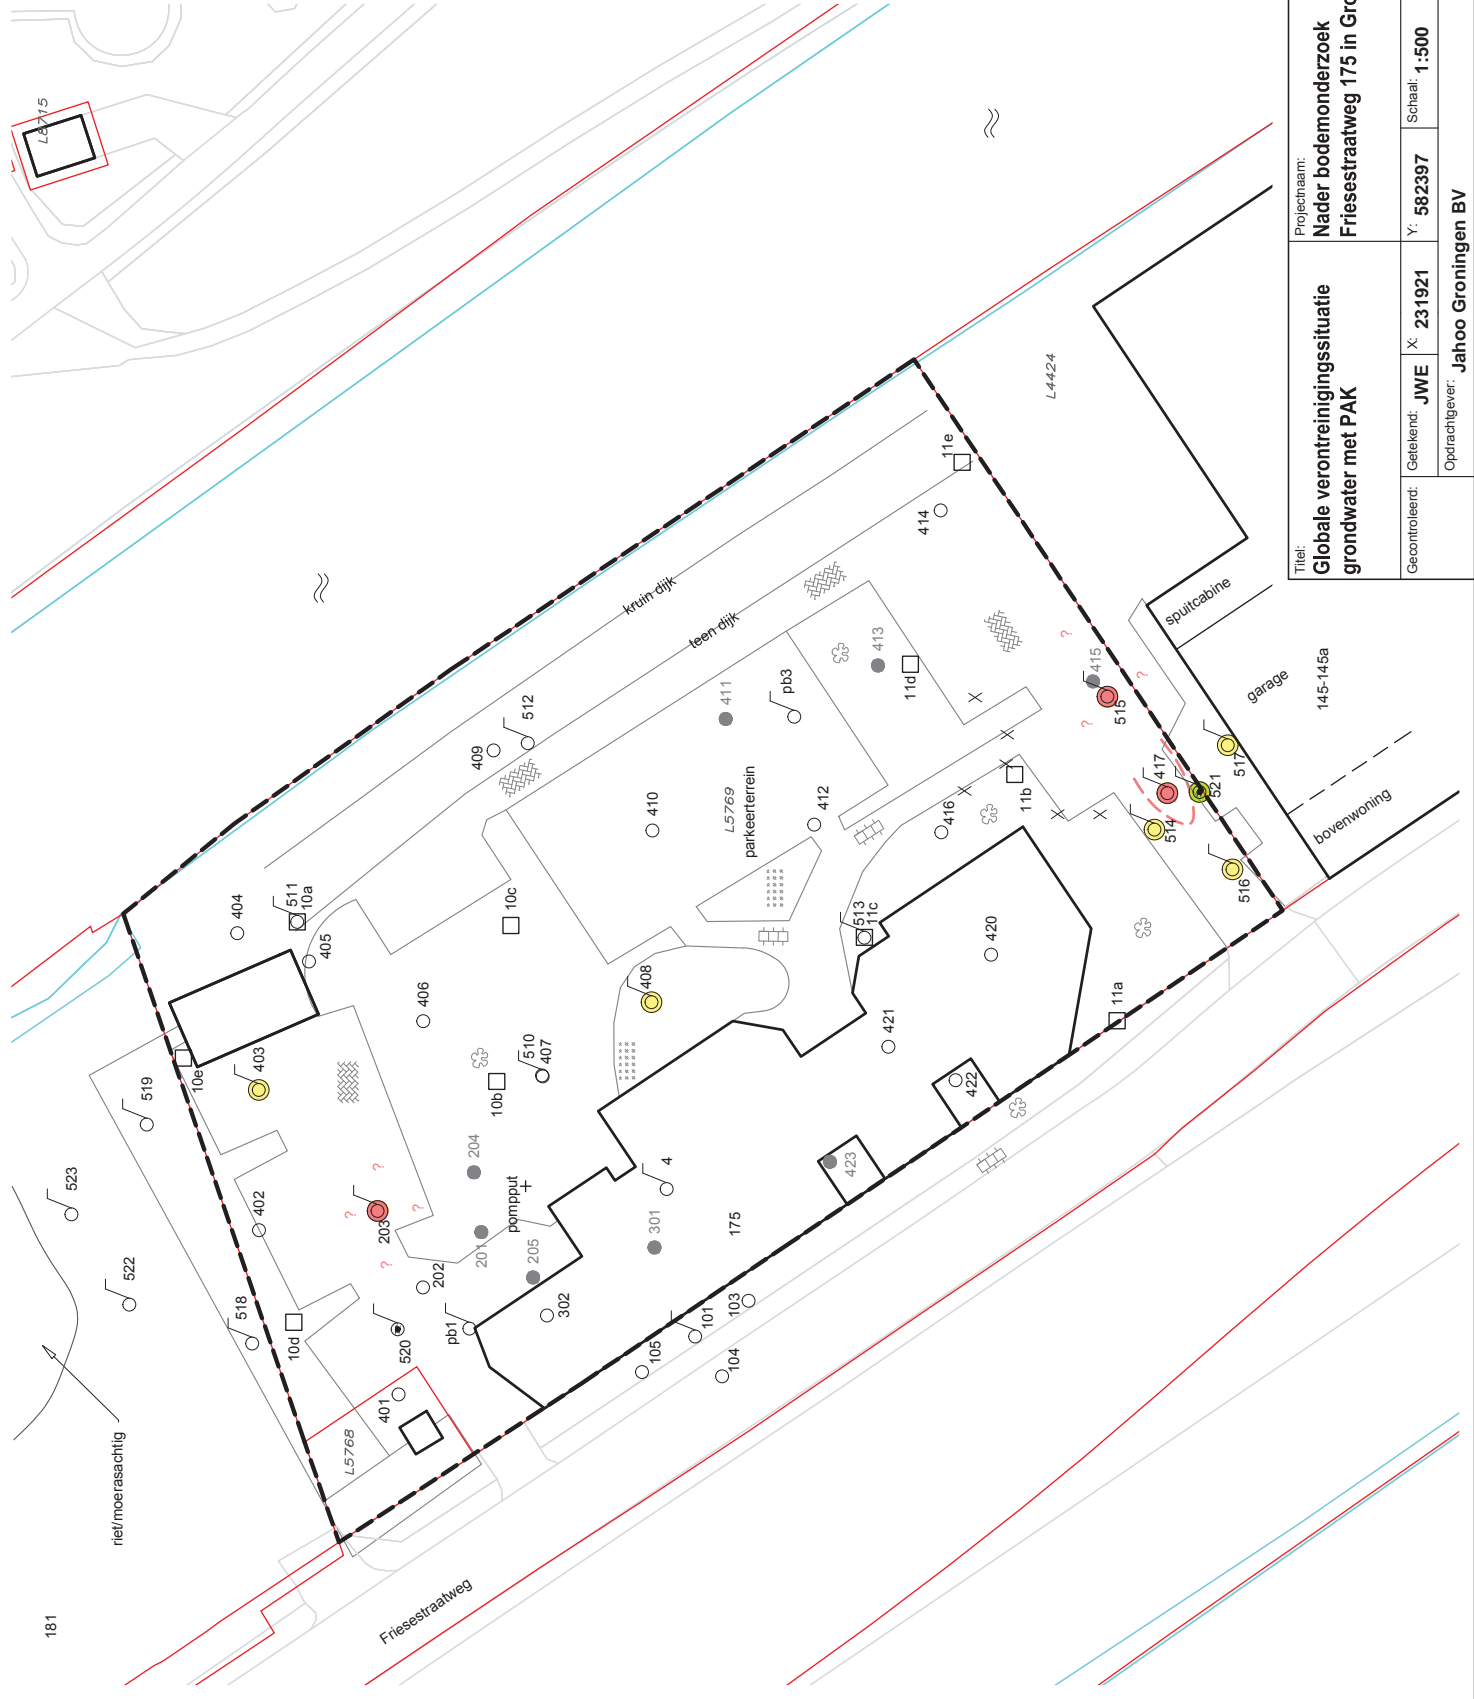 L8715
181
riet/moerasachtig
523
522
519
518
402
10e
403
404
511
10a
405
10d
203
?
?
?
?
406
10c
409
512
kruin dijk
teen dijk
L5768
401
520
202
pb1
201
204
pompput
205
10b
510
407
408
410
411
pb3
L5769
parkeerterrein
412
413
11d
414
11e
L4424
302
4
301
175
105
101
103
104
423
421
422
420
513
11c
416
11b
11a
X
X
X
X
X
X
415
?
?
?
515
417
514
521
516
517
spuitcabine
garage
145-145a
bovenwoning
Friesestraatweg
Titel:
Globale verontreinigingssituatie
grondwater met PAK
Projectnaam:
Nader bodemonderzoek
Friesestraatweg 175 in Gro
Gecontroleerd:
Getekend: JWE
X: 231921
Y: 582397
Schaal: 1:500
Opdrachtgever: Jahoo Groningen BV